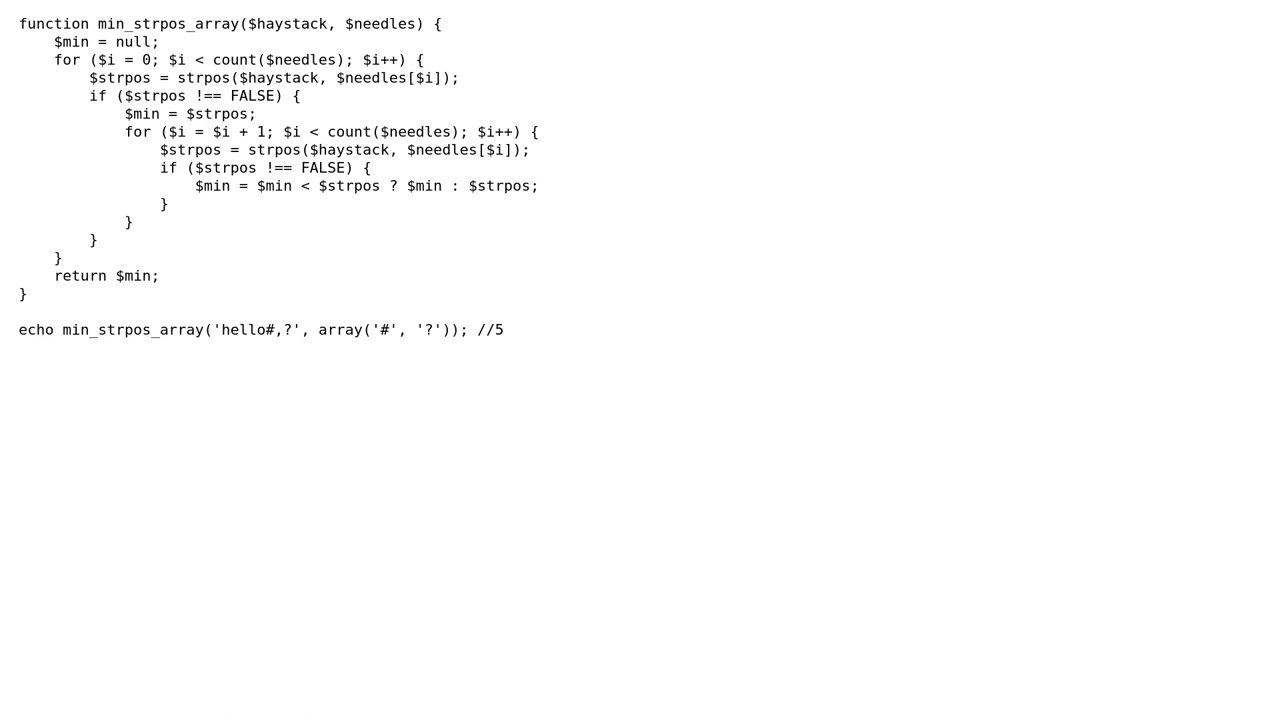 function min_strpos_array($haystack, $needles) {
    $min = null;
    for ($i = 0; $i < count($needles); $i++) {
        $strpos = strpos($haystack, $needles[$i]);
        if ($strpos !== FALSE) {
            $min = $strpos;
            for ($i = $i + 1; $i < count($needles); $i++) {
                $strpos = strpos($haystack, $needles[$i]);
                if ($strpos !== FALSE) {
                    $min = $min < $strpos ? $min : $strpos;
                }
            }
        }
    }
    return $min;
}

echo min_strpos_array('hello#,?', array('#', '?')); //5